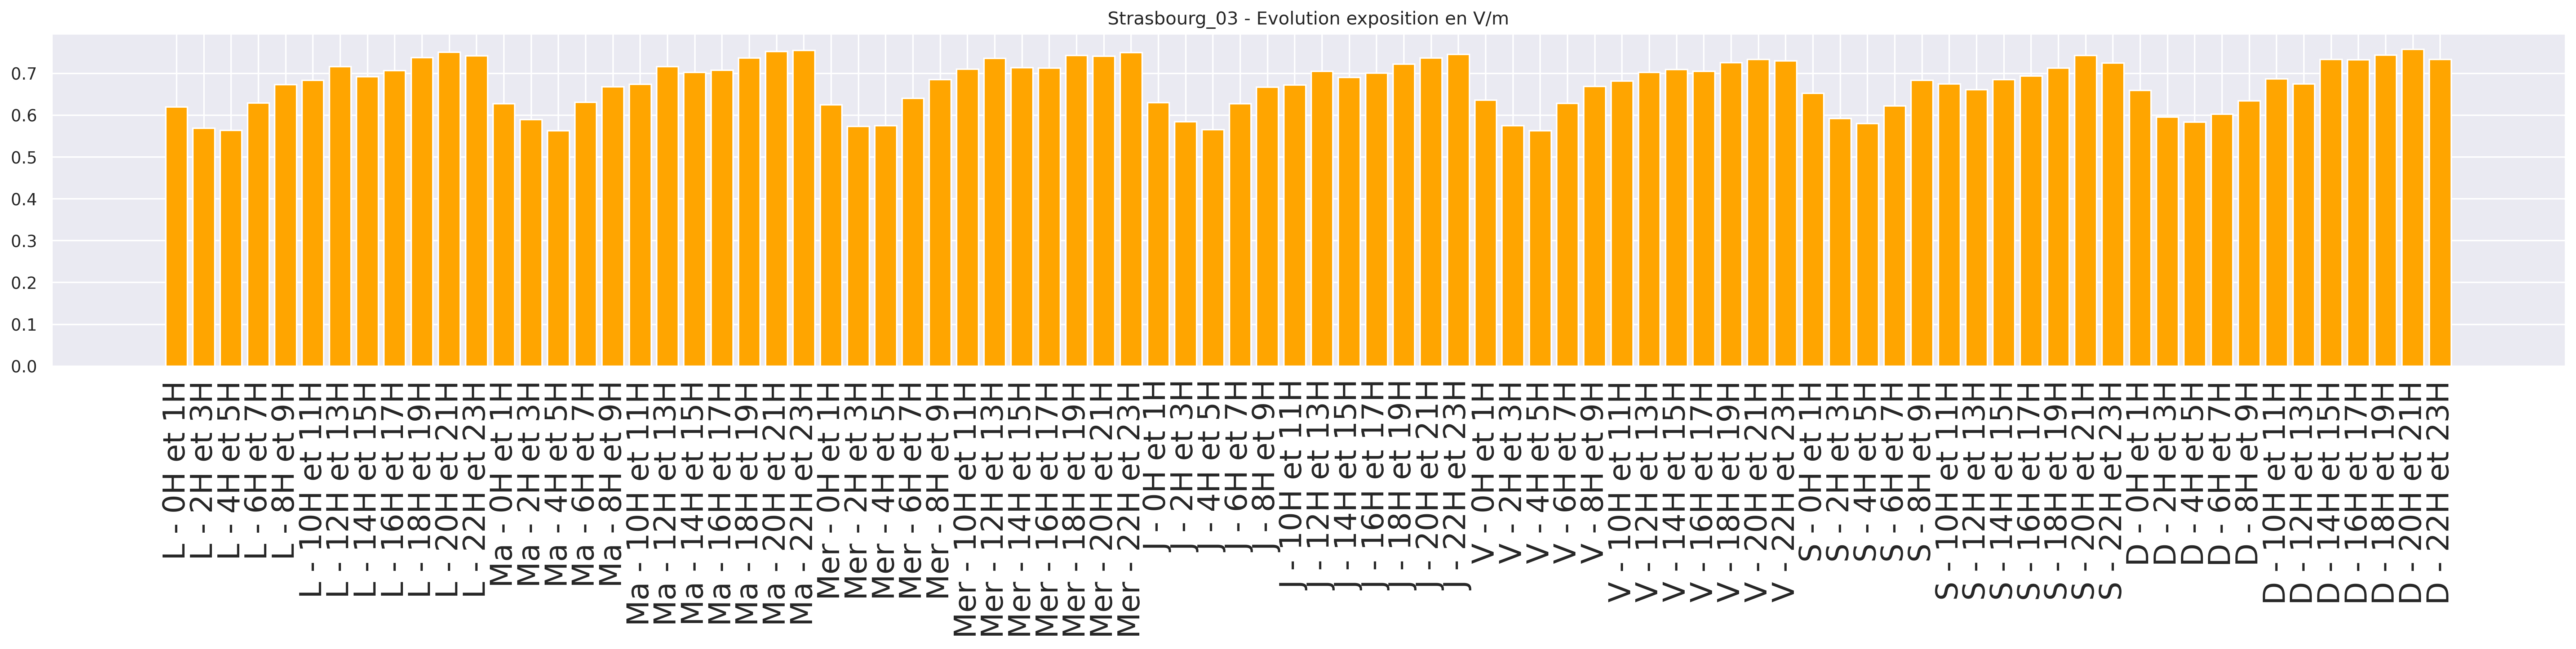 Strasbourg_03 - Evolution exposition en V/m
0.7
0.6
0.5
0.4
0.3
0.2
0.1
0.0
L - 0H et 1H
L - 2H et 3H
L - 4H et 5H
L - 6H et 7H
L - 8H et 9H
L - 10H et 11H
L - 12H et 13H
L - 14H et 15H
L - 16H et 17H
L - 18H et 19H
L - 20H et 21H
L - 22H et 23H
Ma - 0H et 1H
Ma - 2H et 3H
Ma - 4H et 5H
Ma - 6H et 7H
Ma - 8H et 9H
Ma - 10H et 11H
Ma - 12H et 13H
Ma - 14H et 15H
Ma - 16H et 17H
Ma - 18H et 19H
Ma - 20H et 21H
Ma - 22H et 23H
Mer - 0H et 1H
Mer - 2H et 3H
Mer - 4H et 5H
Mer - 6H et 7H
Mer - 8H et 9H
Mer - 10H et 11H
Mer - 12H et 13H
Mer - 14H et 15H
Mer - 16H et 17H
Mer - 18H et 19H
Mer - 20H et 21H
Mer - 22H et 23H
J - 0H et 1H
J - 2H et 3H
J - 4H et 5H
J - 6H et 7H
J - 8H et 9H
J - 10H et 11H
J - 12H et 13H
J - 14H et 15H
J - 16H et 17H
J - 18H et 19H
J - 20H et 21H
J - 22H et 23H
V - 0H et 1H
V - 2H et 3H
V - 4H et 5H
V - 6H et 7H
V - 8H et 9H
V - 10H et 11H
V - 12H et 13H
V - 14H et 15H
V - 16H et 17H
V - 18H et 19H
V - 20H et 21H
V - 22H et 23H
S - 0H et 1H
S - 2H et 3H
S - 4H et 5H
S - 6H et 7H
S - 8H et 9H
S - 10H et 11H
S - 12H et 13H
S - 14H et 15H
S - 16H et 17H
S - 18H et 19H
S - 20H et 21H
S - 22H et 23H
D - 0H et 1H
D - 2H et 3H
D - 4H et 5H
D - 6H et 7H
D - 8H et 9H
D - 10H et 11H
D - 12H et 13H
D - 14H et 15H
D - 16H et 17H
D - 18H et 19H
D - 20H et 21H
D - 22H et 23H